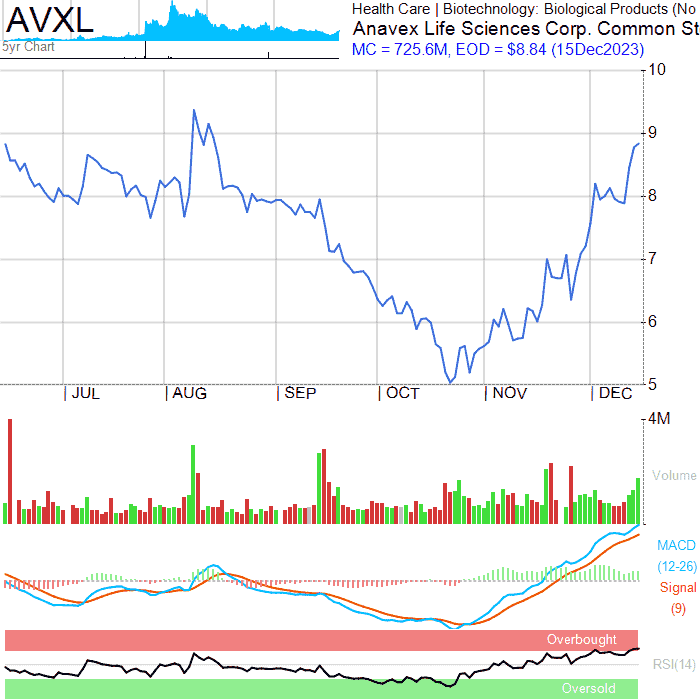 AVXL
5yr Chart
Health Care | Biotechnology: Biological Products (No
Anavex Life Sciences Corp. Common St
MC = 725.6M, EOD = $8.84 (15Dec2023)
10
9
8
7
6
5
JUL AUG SEP OCT NOV DEC
4M
Volume
MACD
(12-26)
Signal
(9)
Overbought
RSI(14)
Oversold